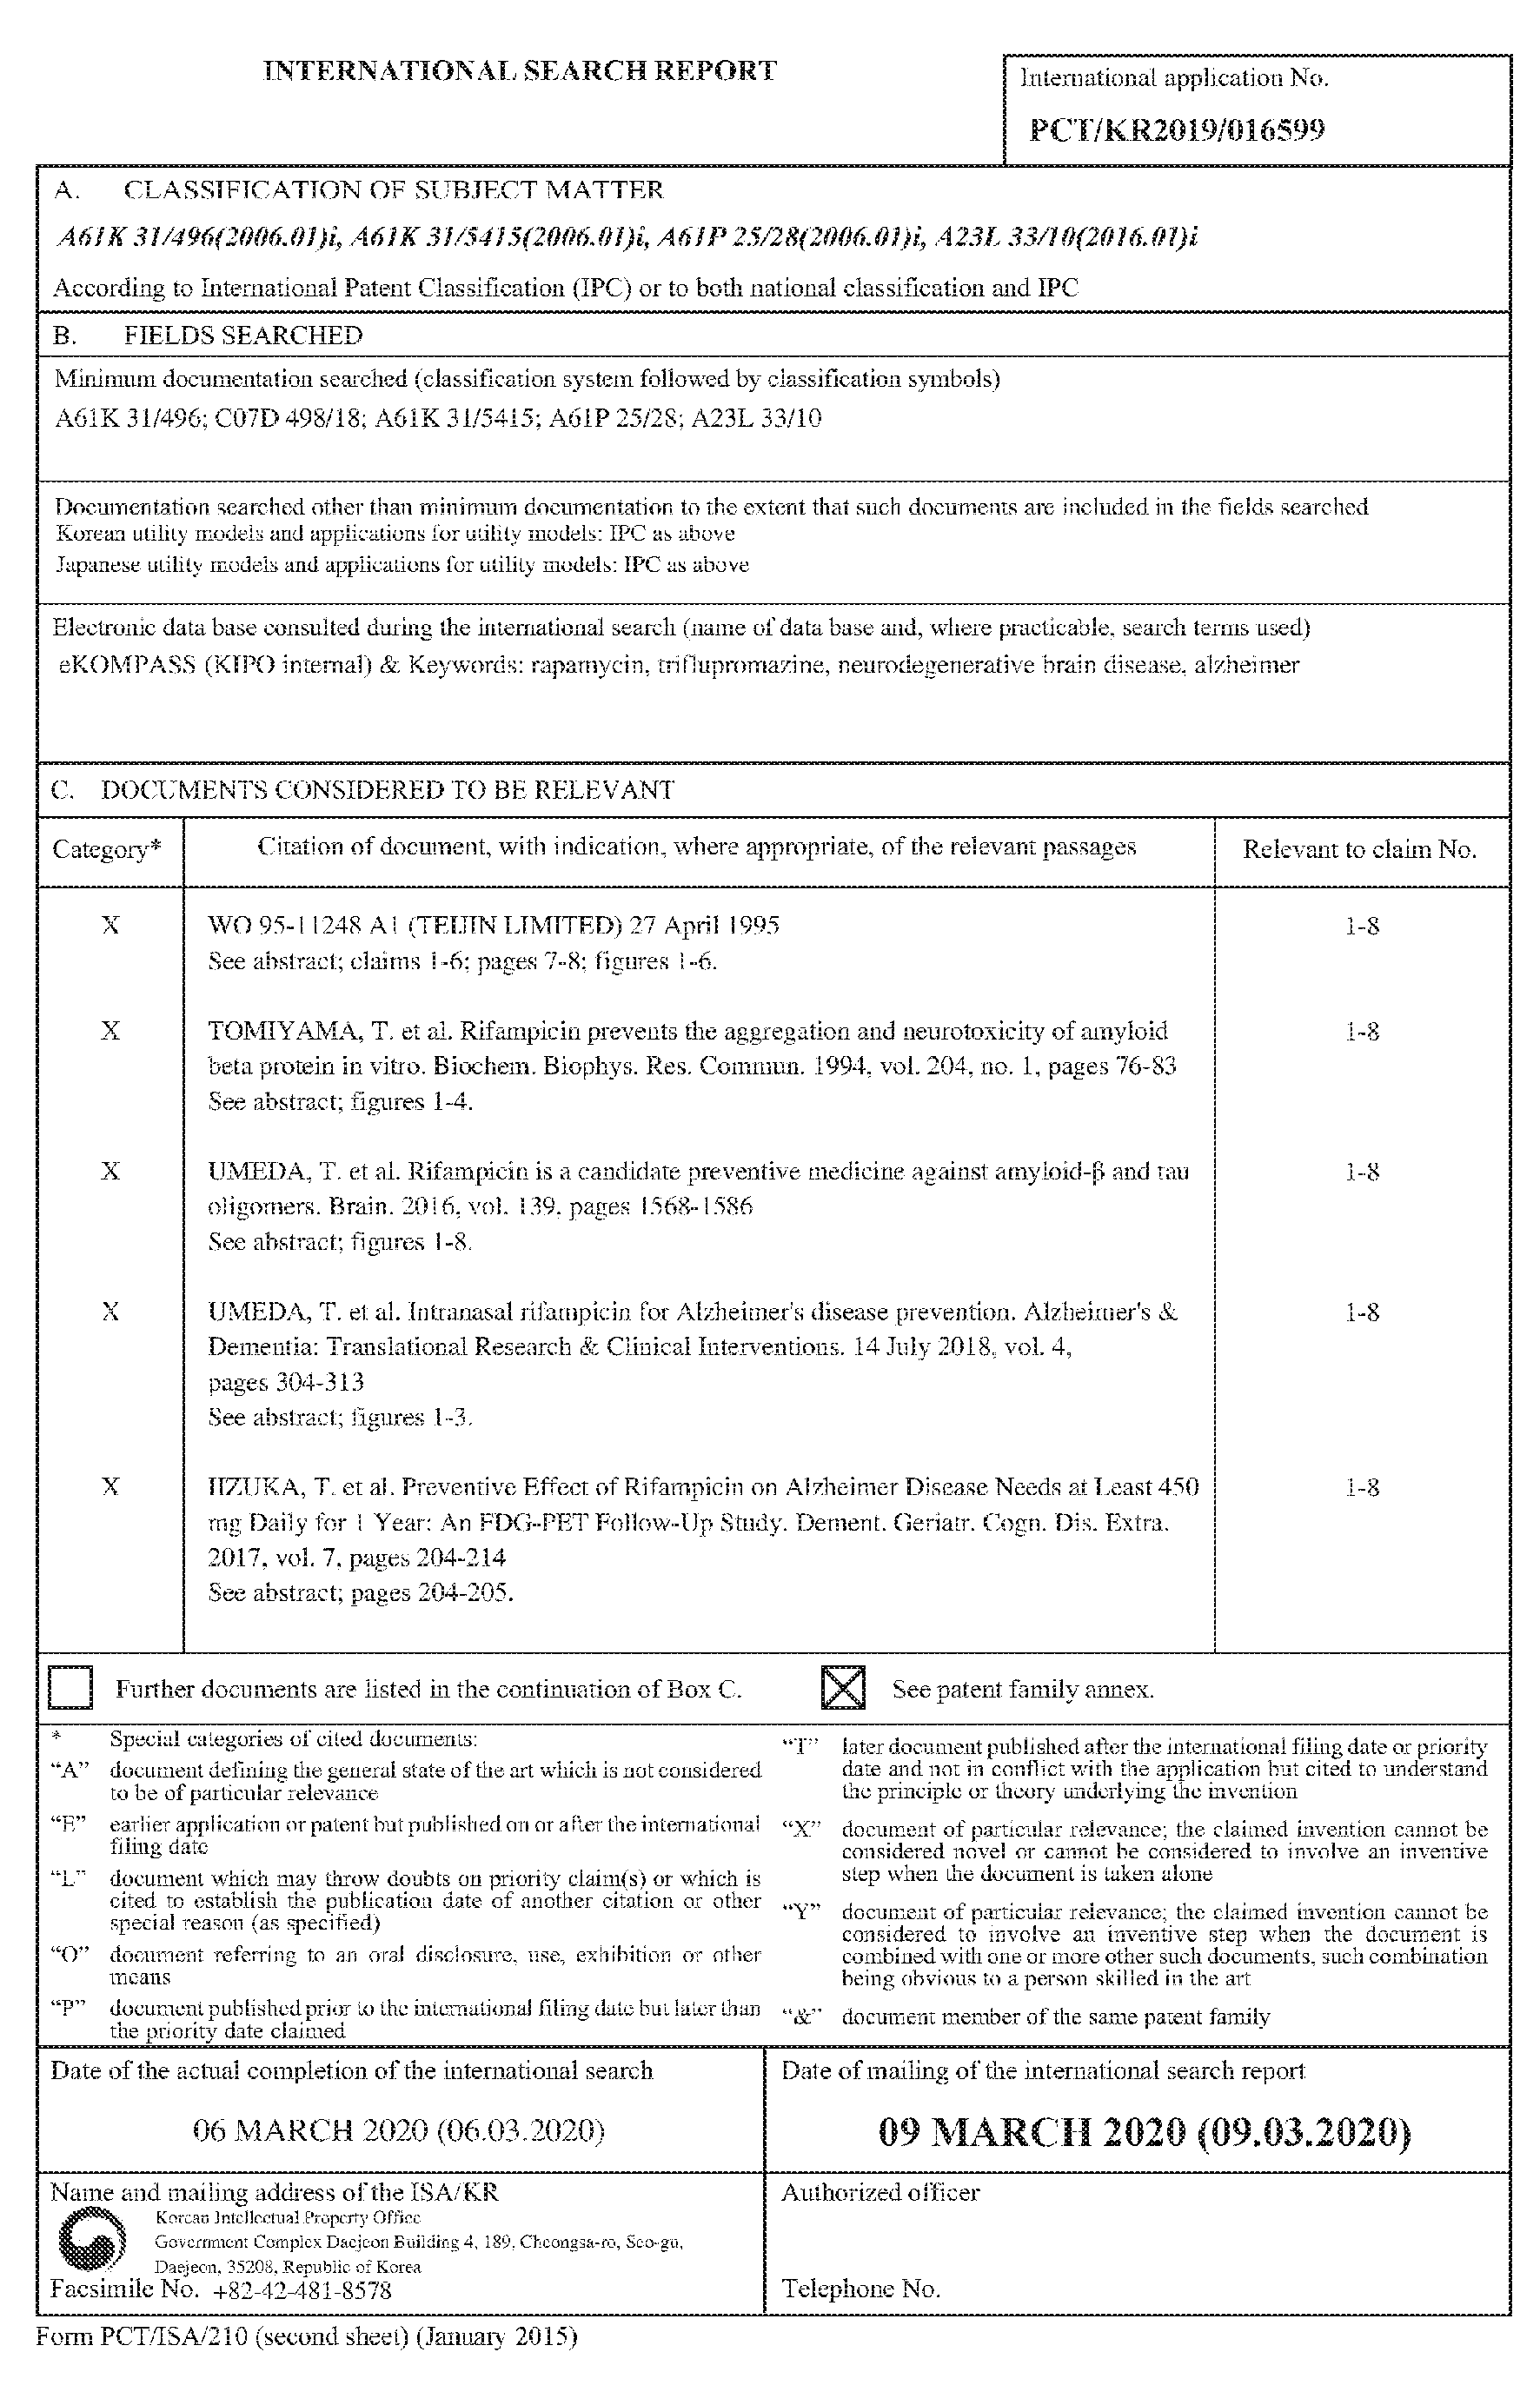 INTERNATIONAL SEARCH REPORT
International application No.
PCT/KR2019/016599
A. CLASSIFICATION OF SUBJECT MATTER
A61K 31/496(2006.01)i, A61K 31/5415(2006.01)i, A61P 25/28(2006.01)i, A23L 33/10(2016.01)i
According to International Patent Classification (IPC) or to both national classification and IPC
B. FIELDS SEARCHED
Minimum documentation searched (classification system followed by classification symbols)
A61K 31/496; C07D 498/18; A61K 31/5415; A61P 25/28; A23L 33/10
Documentation searched other than minimum documentation to the extent that such documents are included in the fields searched
Korean utility models and applications for utility models: IPC as above
Japanese utility models and applications for utility models: IPC as above
Electronic data base consulted during the international search (name of data base and, where practicable, search terms used)
eKOMPASS (KIPO internal) & Keywords: rapamycin, triflupromazine, neurodegenerative brain disease, alzheimer
C. DOCUMENTS CONSIDERED TO BE RELEVANT
Category* Citation of document, with indication, where appropriate, of the relevant passages Relevant to claim No.
X WO 95-11248 A1 (TEIJIN LIMITED) 27 April 1995 1-8
See abstract; claims 1-6; pages 7-8; figures 1-6.
X TOMIYAMA, T. et al. Rifampicin prevents the aggregation and neurotoxicity of amyloid 1-8
beta protein in vitro. Biochem. Biophys. Res. Commun. 1994, vol. 204, no. 1, pages 76-83
See abstract; figures 1-4.
X UMEDA, T. et al. Rifampicin is a candidate preventive medicine against amyloid-β and tau 1-8
oligomers. Brain. 2016, vol. 139, pages 1568-1586
See abstract; figures 1-8.
X UMEDA, T. et al. Intranasal rifampicin for Alzheimer's disease prevention. Alzheimer's & 1-8
Dementia: Translational Research & Clinical Interventions. 14 July 2018, vol. 4,
pages 304-313
See abstract; figures 1-3.
X IIZUKA, T. et al. Preventive Effect of Rifampicin on Alzheimer Disease Needs at Least 450 1-8
mg Daily for 1 Year: An FDG-PET Follow-Up Study. Dement. Geriatr. Cogn. Dis. Extra.
2017, vol. 7, pages 204-214
See abstract; pages 204-205.
Further documents are listed in the continuation of Box C. See patent family annex.
* Special categories of cited documents:
“A” document defining the general state of the art which is not considered
to be of particular relevance
“E” earlier application or patent but published on or after the international
filing date
“L” document which may throw doubts on priority claim(s) or which is
cited to establish the publication date of another citation or other
special reason (as specified)
“O” document referring to an oral disclosure, use, exhibition or other
means
“P” document published prior to the international filing date but later than
the priority date claimed
“T” later document published after the international filing date or priority
date and not in conflict with the application but cited to understand
the principle or theory underlying the invention
“X” document of particular relevance; the claimed invention cannot be
considered novel or cannot be considered to involve an inventive
step when the document is taken alone
“Y” document of particular relevance; the claimed invention cannot be
considered to involve an inventive step when the document is
combined with one or more other such documents, such combination
being obvious to a person skilled in the art
“&” document member of the same patent family
Date of the actual completion of the international search
06 MARCH 2020 (06.03.2020)
Date of mailing of the international search report
09 MARCH 2020 (09.03.2020)
Name and mailing address of the ISA/KR
Korean Intellectual Property Office
Government Complex Daejeon Building 4, 189, Cheongsa-ro, Seo-gu,
Daejeon, 35208, Republic of Korea
Facsimile No. +82-42-481-8578
Authorized officer
Telephone No.
Form PCT/ISA/210 (second sheet) (January 2015)